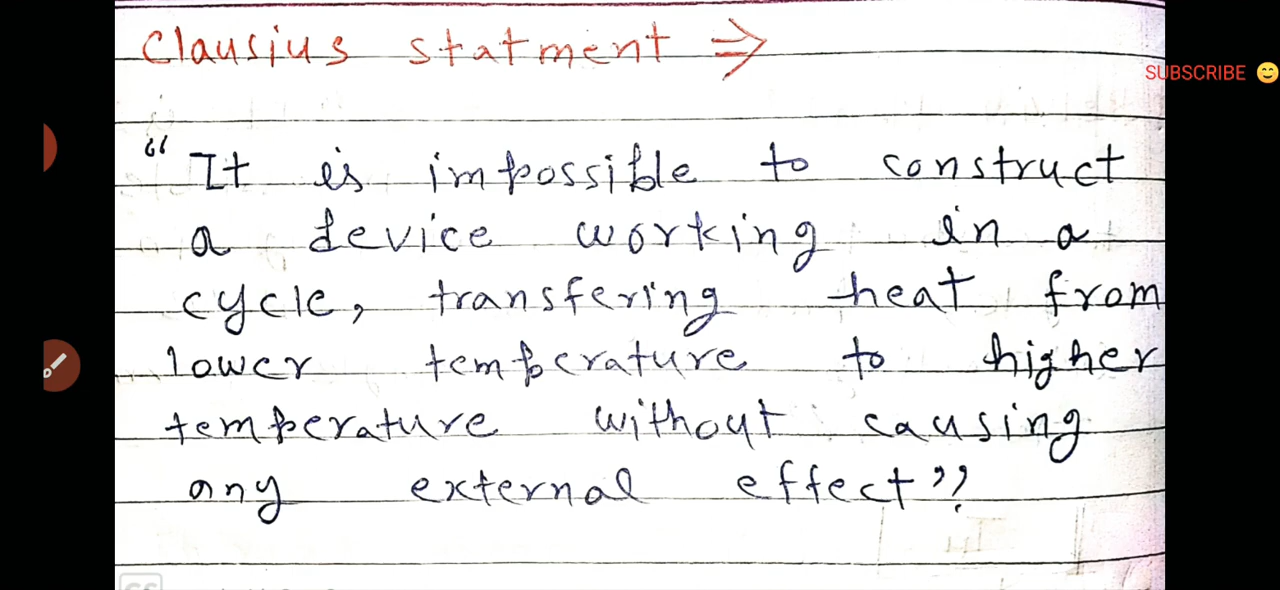 Clausius statment ⇒
SUBSCRIBE 😊
“ It is impossible to construct
a device working in a
cycle, transfering heat from
lower temperature to higher
temperature without causing
any external effect”